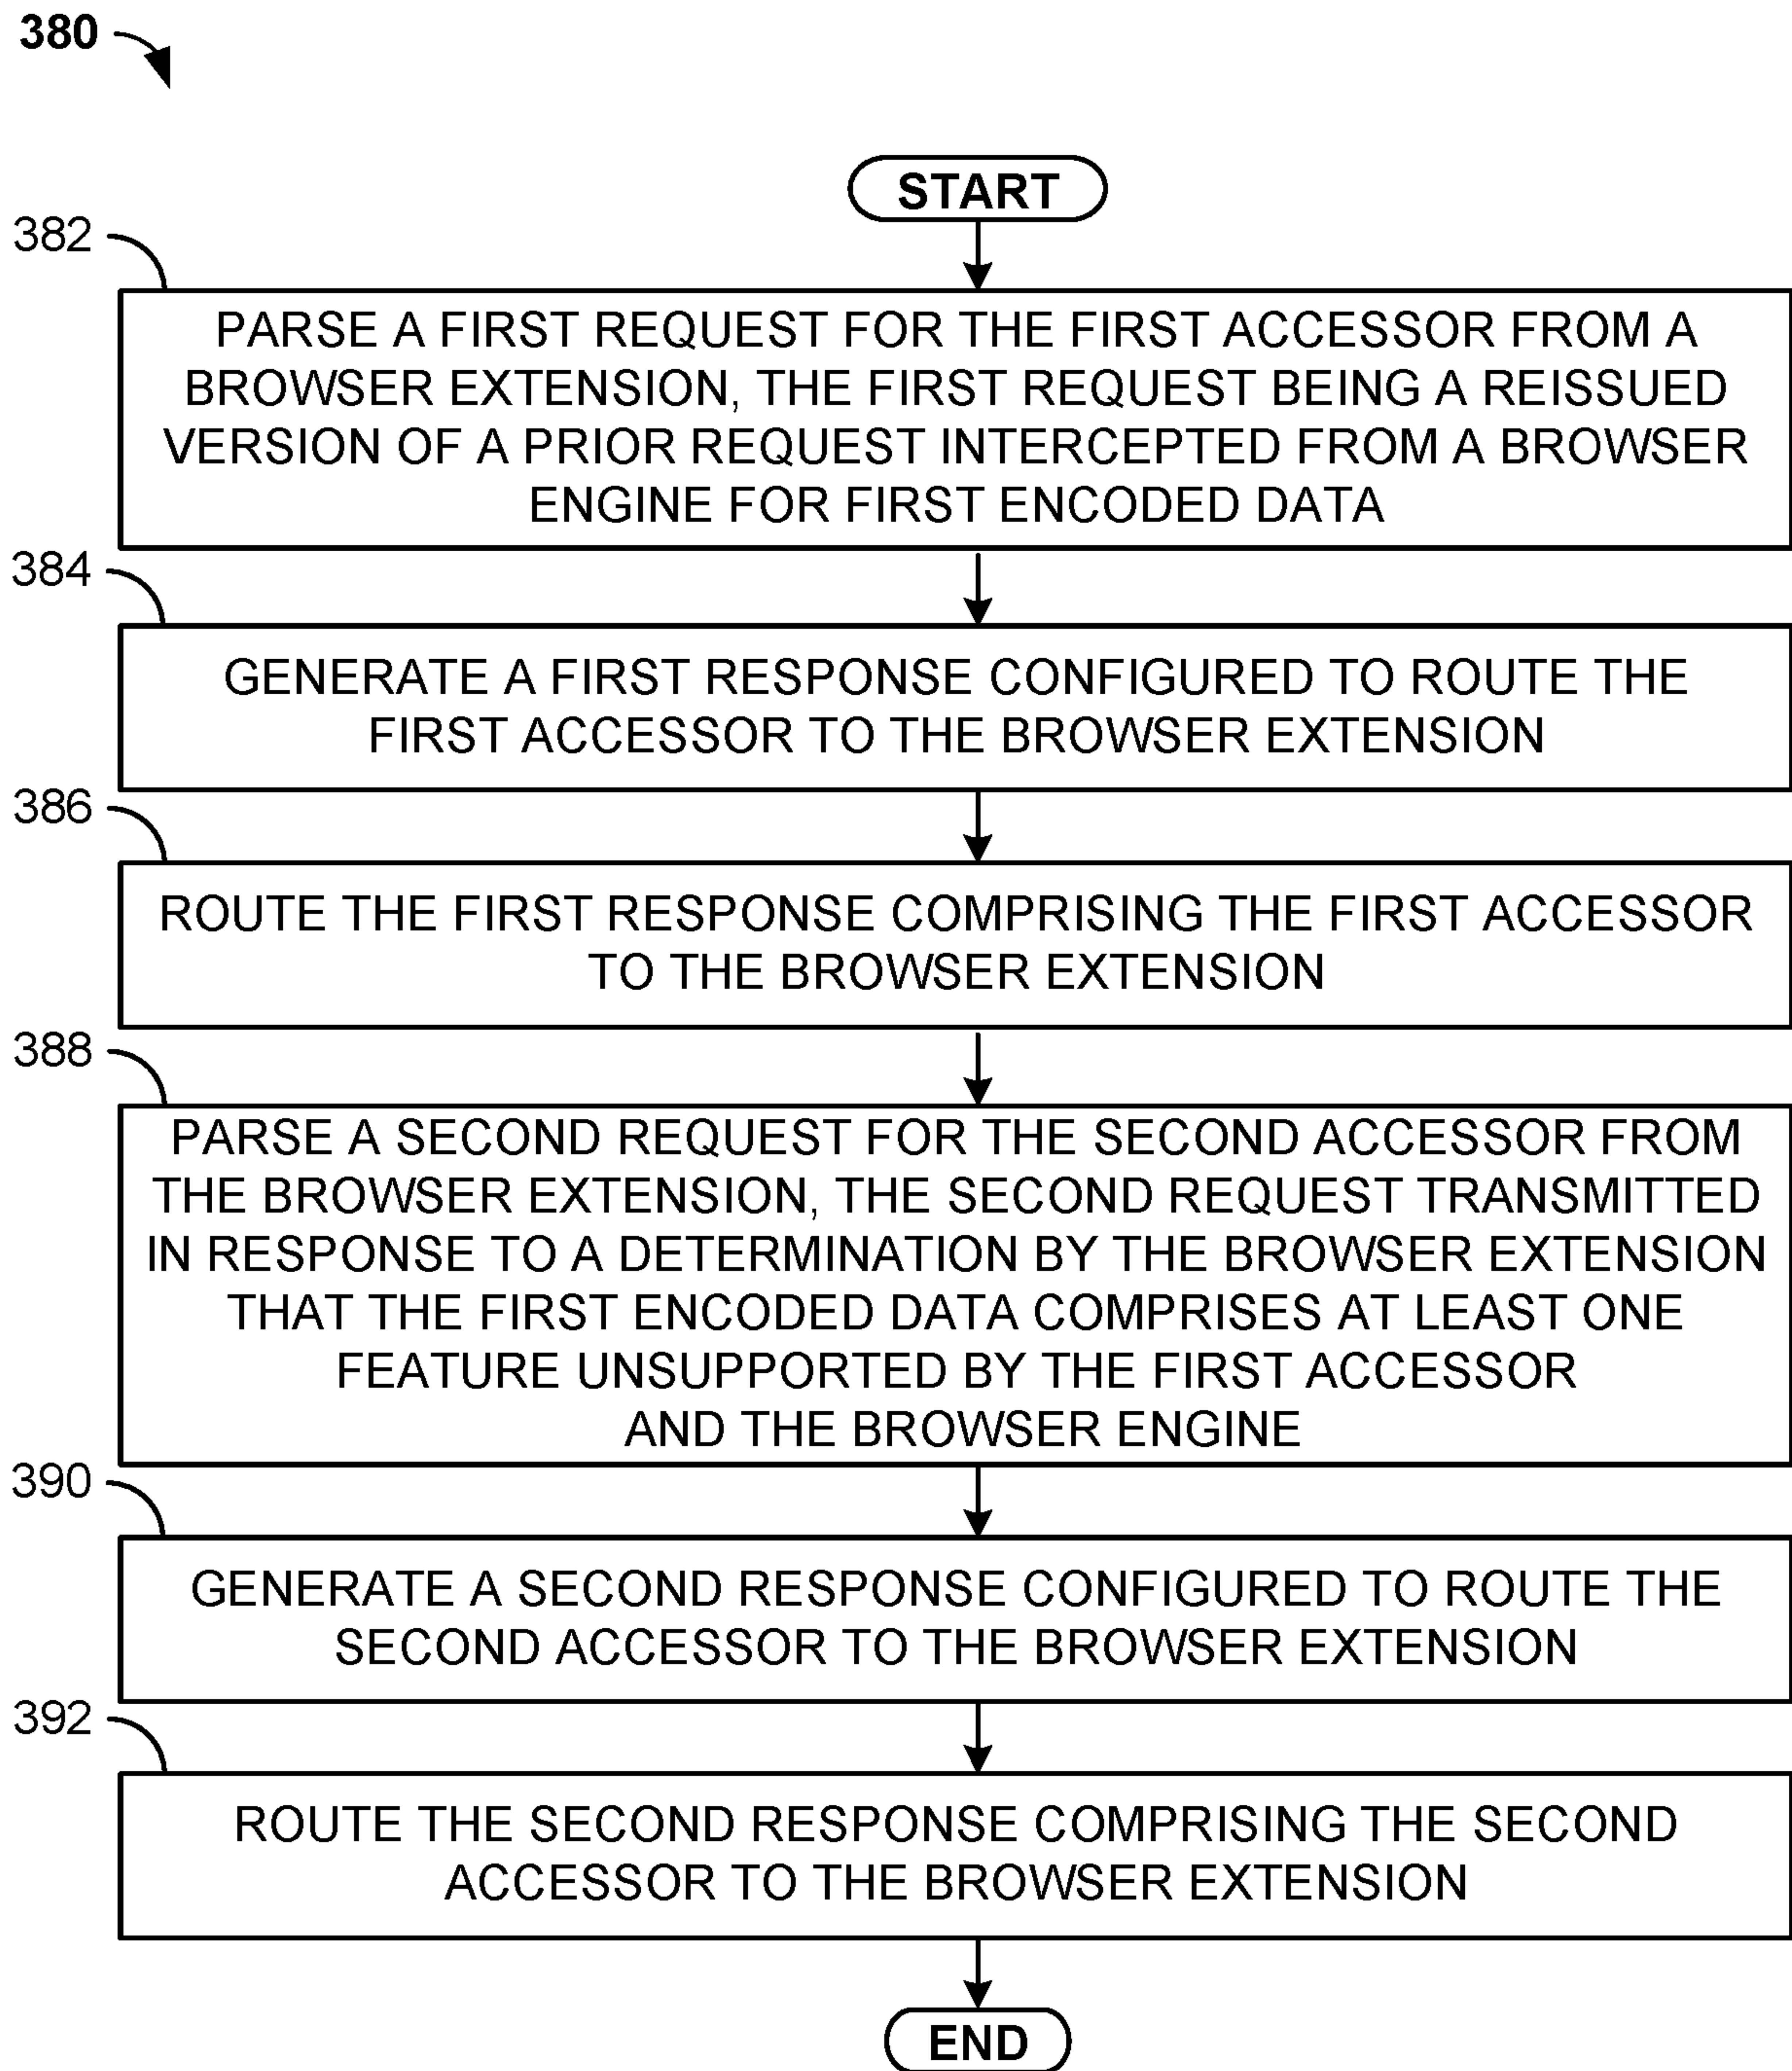 380
START
382
PARSE A FIRST REQUEST FOR THE FIRST ACCESSOR FROM A
BROWSER EXTENSION, THE FIRST REQUEST BEING A REISSUED
VERSION OF A PRIOR REQUEST INTERCEPTED FROM A BROWSER
ENGINE FOR FIRST ENCODED DATA
384
GENERATE A FIRST RESPONSE CONFIGURED TO ROUTE THE
FIRST ACCESSOR TO THE BROWSER EXTENSION
386
ROUTE THE FIRST RESPONSE COMPRISING THE FIRST ACCESSOR
TO THE BROWSER EXTENSION
388
PARSE A SECOND REQUEST FOR THE SECOND ACCESSOR FROM
THE BROWSER EXTENSION, THE SECOND REQUEST TRANSMITTED
IN RESPONSE TO A DETERMINATION BY THE BROWSER EXTENSION
THAT THE FIRST ENCODED DATA COMPRISES AT LEAST ONE
FEATURE UNSUPPORTED BY THE FIRST ACCESSOR
AND THE BROWSER ENGINE
390
GENERATE A SECOND RESPONSE CONFIGURED TO ROUTE THE
SECOND ACCESSOR TO THE BROWSER EXTENSION
392
ROUTE THE SECOND RESPONSE COMPRISING THE SECOND
ACCESSOR TO THE BROWSER EXTENSION
END